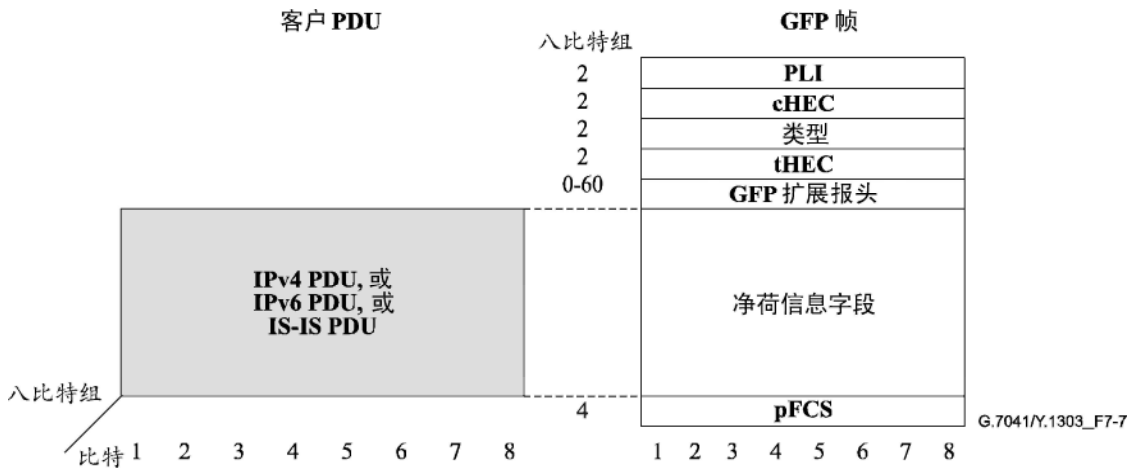 客户 PDU
GFP 帧
八比特组
2 PLI
2 cHEC
2 类型
2 tHEC
0-60 GFP 扩展报头
IPv4 PDU, 或
IPv6 PDU, 或
IS-IS PDU
净荷信息字段
八比特组
4 pFCS
G.7041/Y.1303_F7-7
比特 1 2 3 4 5 6 7 8
1 2 3 4 5 6 7 8